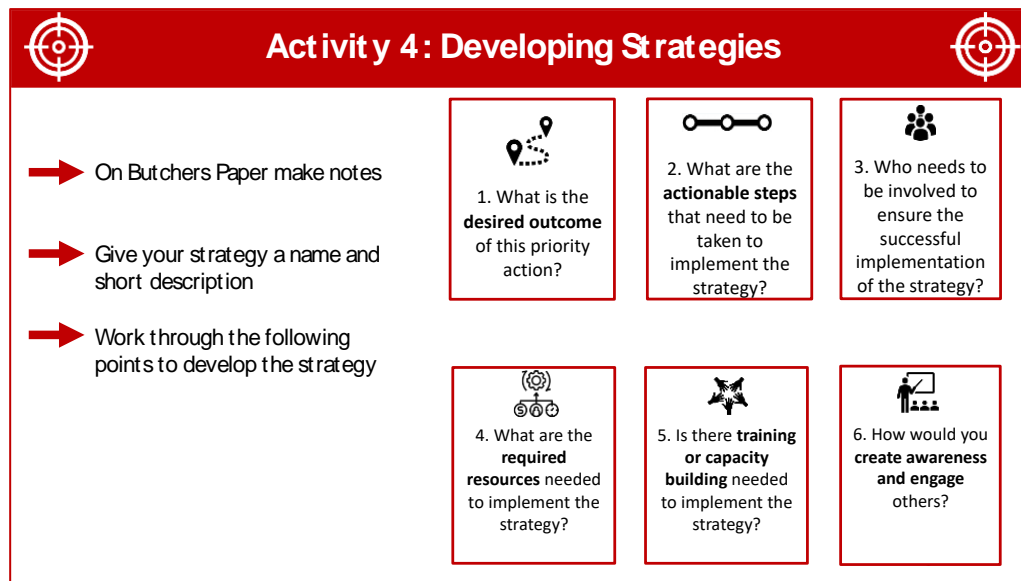 Activity 4: Developing Strategies
On Butchers Paper make notes
Give your strategy a name and
short description
Work through the following
points to develop the strategy
1. What is the
desired outcome
of this priority
action?
2. What are the
actionable steps
that need to be
taken to
implement the
strategy?
3. Who needs to
be involved to
ensure the
successful
implementation
of the strategy?
4. What are the
required
resources needed
to implement the
strategy?
5. Is there training
or capacity
building needed
to implement the
strategy?
6. How would you
create awareness
and engage
others?